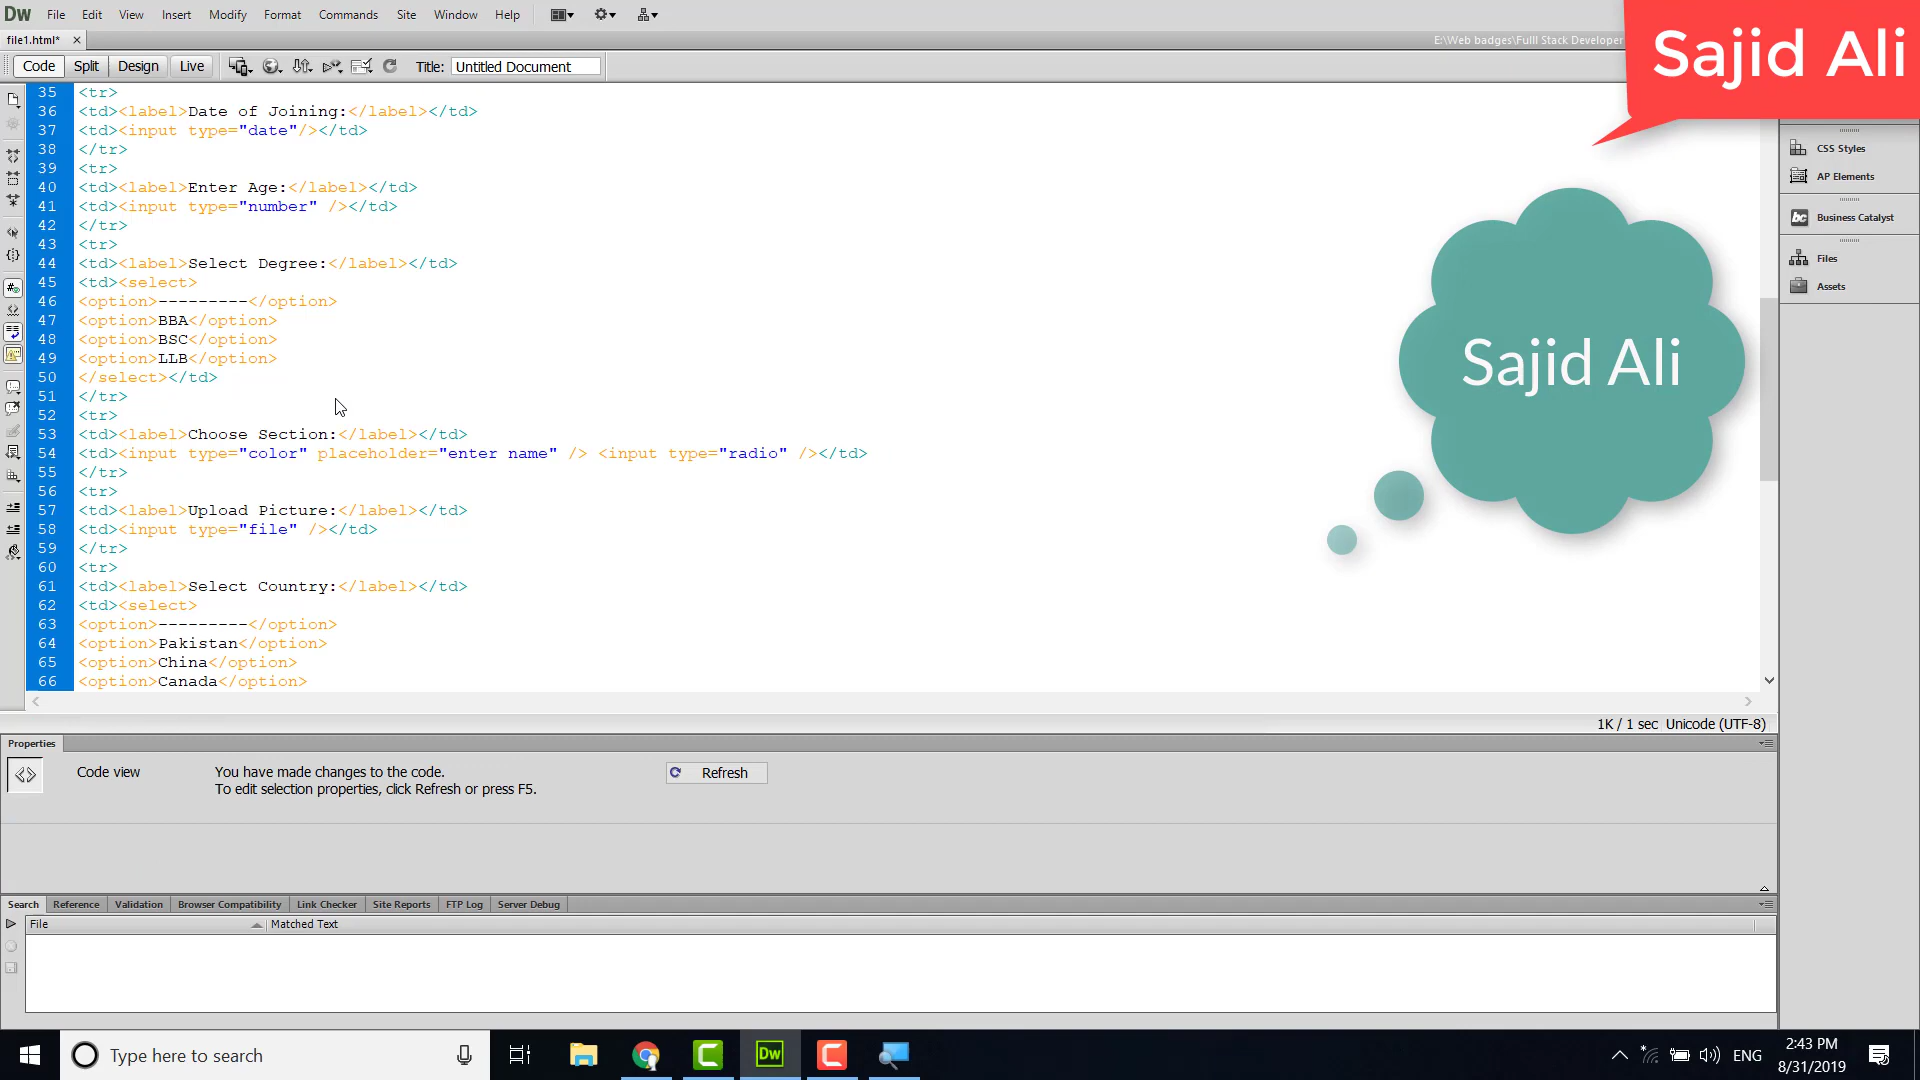 Dw File Edit View Insert Modify Format Commands Site Window Help
file1.html*
E:\Web badges\Fulll Stack Developer
Sajid Ali
Code Split Design Live Title: Untitled Document
35 <tr>
36 <td><label>Date of Joining:</label></td>
37 <td><input type="date"/></td>
38 </tr>
39 <tr>
40 <td><label>Enter Age:</label></td>
41 <td><input type="number" /></td>
42 </tr>
43 <tr>
44 <td><label>Select Degree:</label></td>
45 <td><select>
46 <option>---------</option>
47 <option>BBA</option>
48 <option>BSC</option>
49 <option>LLB</option>
50 </select></td>
51 </tr>
52 <tr>
53 <td><label>Choose Section:</label></td>
54 <td><input type="color" placeholder="enter name" /> <input type="radio" /></td>
55 </tr>
56 <tr>
57 <td><label>Upload Picture:</label></td>
58 <td><input type="file" /></td>
59 </tr>
60 <tr>
61 <td><label>Select Country:</label></td>
62 <td><select>
63 <option>---------</option>
64 <option>Pakistan</option>
65 <option>China</option>
66 <option>Canada</option>
Sajid Ali
CSS Styles
AP Elements
bc Business Catalyst
Files
Assets
1K / 1 sec Unicode (UTF-8)
Properties
Code view
You have made changes to the code.
To edit selection properties, click Refresh or press F5.
Refresh
Search Reference Validation Browser Compatibility Link Checker Site Reports FTP Log Server Debug
File Matched Text
Type here to search
Dw
ENG
2:43 PM
8/31/2019